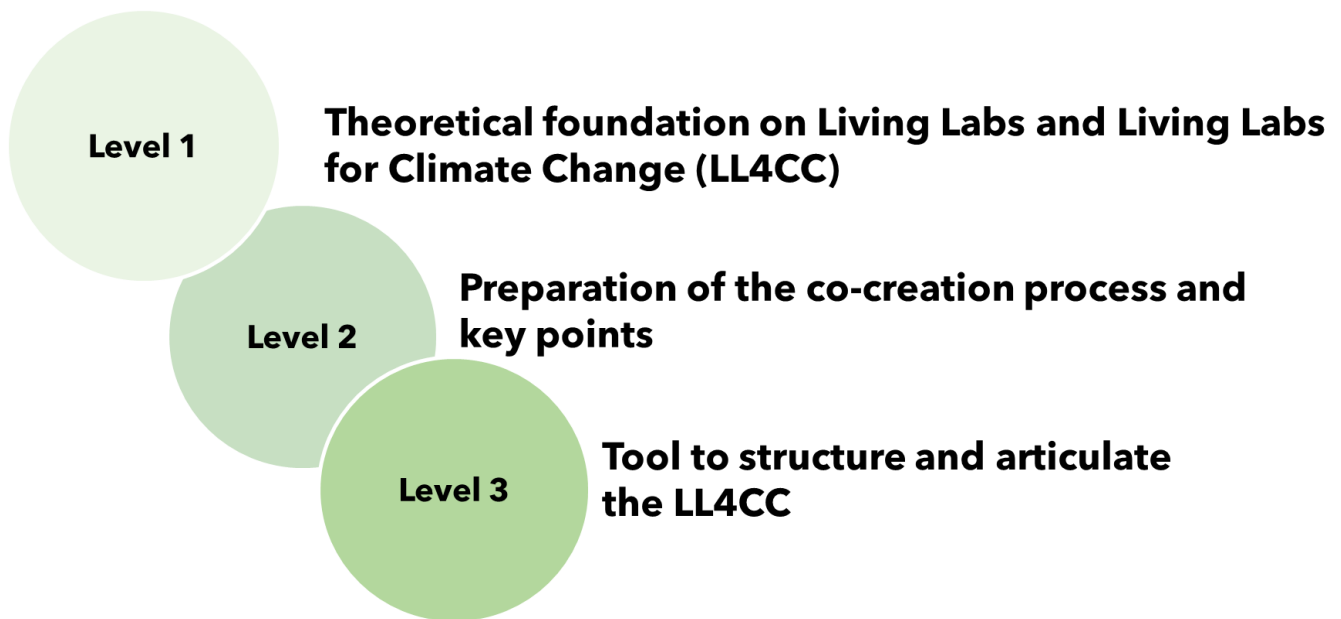 Level 1
Theoretical foundation on Living Labs and Living Labs
for Climate Change (LL4CC)
Level 2
Preparation of the co-creation process and
key points
Level 3
Tool to structure and articulate
the LL4CC